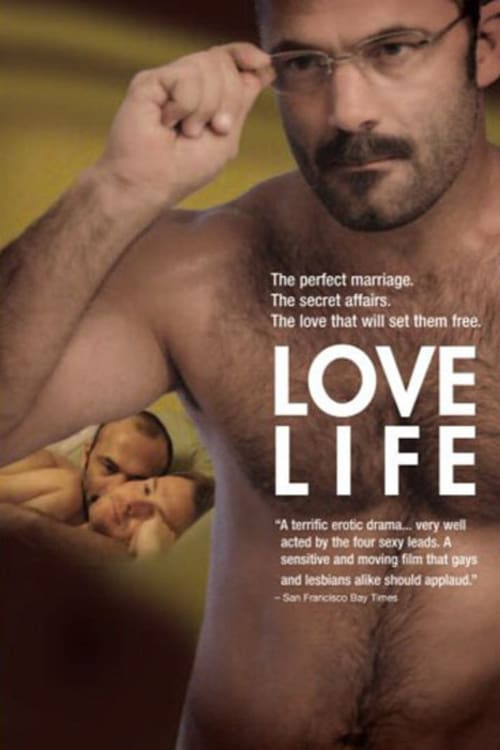 The perfect marriage.
The secret affairs.
The love that will set them free.
LOVE
LIFE
“A terrific erotic drama... very well
acted by the four sexy leads. A
sensitive and moving film that gays
and lesbians alike should applaud.”
– San Francisco Bay Times